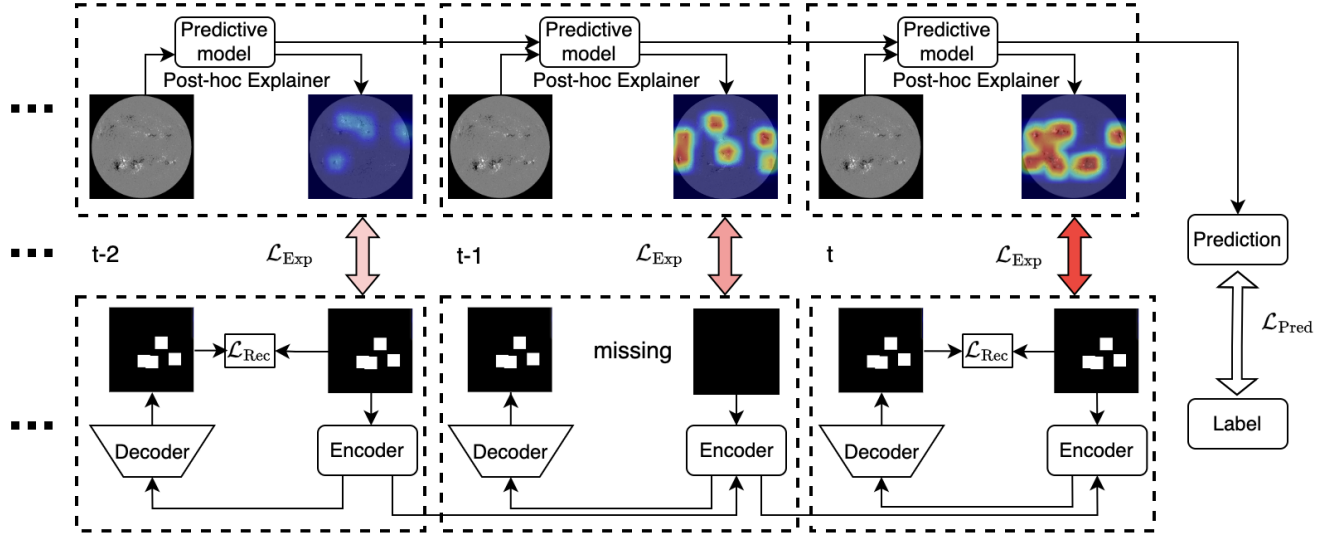 Predictive
model
Post-hoc Explainer
Predictive
model
Post-hoc Explainer
Predictive
model
Post-hoc Explainer
t-2
ℒExp
t-1
ℒExp
t
ℒExp
Prediction
ℒPred
Label
ℒRec
missing
ℒRec
Decoder
Encoder
Decoder
Encoder
Decoder
Encoder